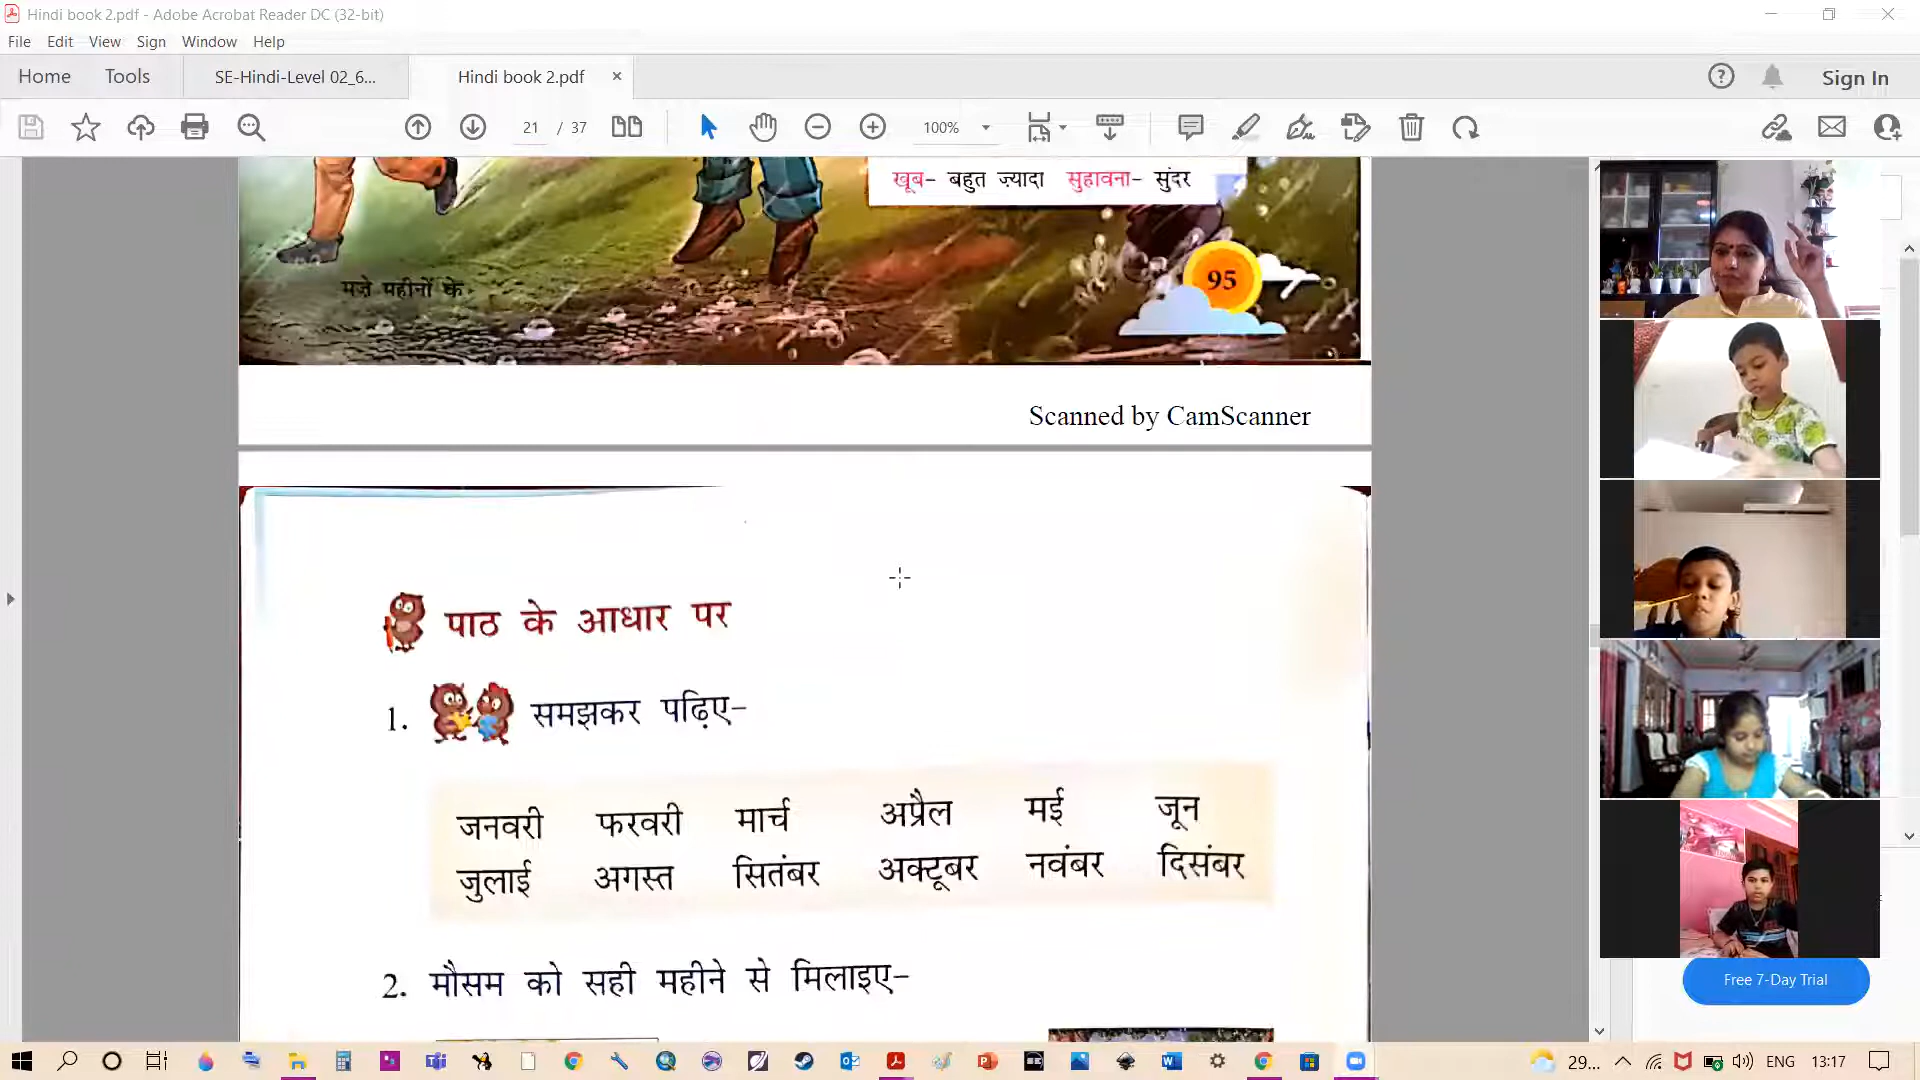 Hindi book 2.pdf - Adobe Acrobat Reader DC (32-bit)
File Edit View Sign Window Help
Home Tools SE-Hindi-Level 02_6... Hindi book 2.pdf × Sign In
21 / 37 100%
खूब- बहुत ज़्यादा सुहावना- सुंदर
मज़े महीनों के
95
Scanned by CamScanner
पाठ के आधार पर
1. समझकर पढ़िए-
जनवरी फरवरी मार्च अप्रैल मई जून
जुलाई अगस्त सितंबर अक्टूबर नवंबर दिसंबर
2. मौसम को सही महीने से मिलाइए-
Free 7-Day Trial
29... ENG 13:17